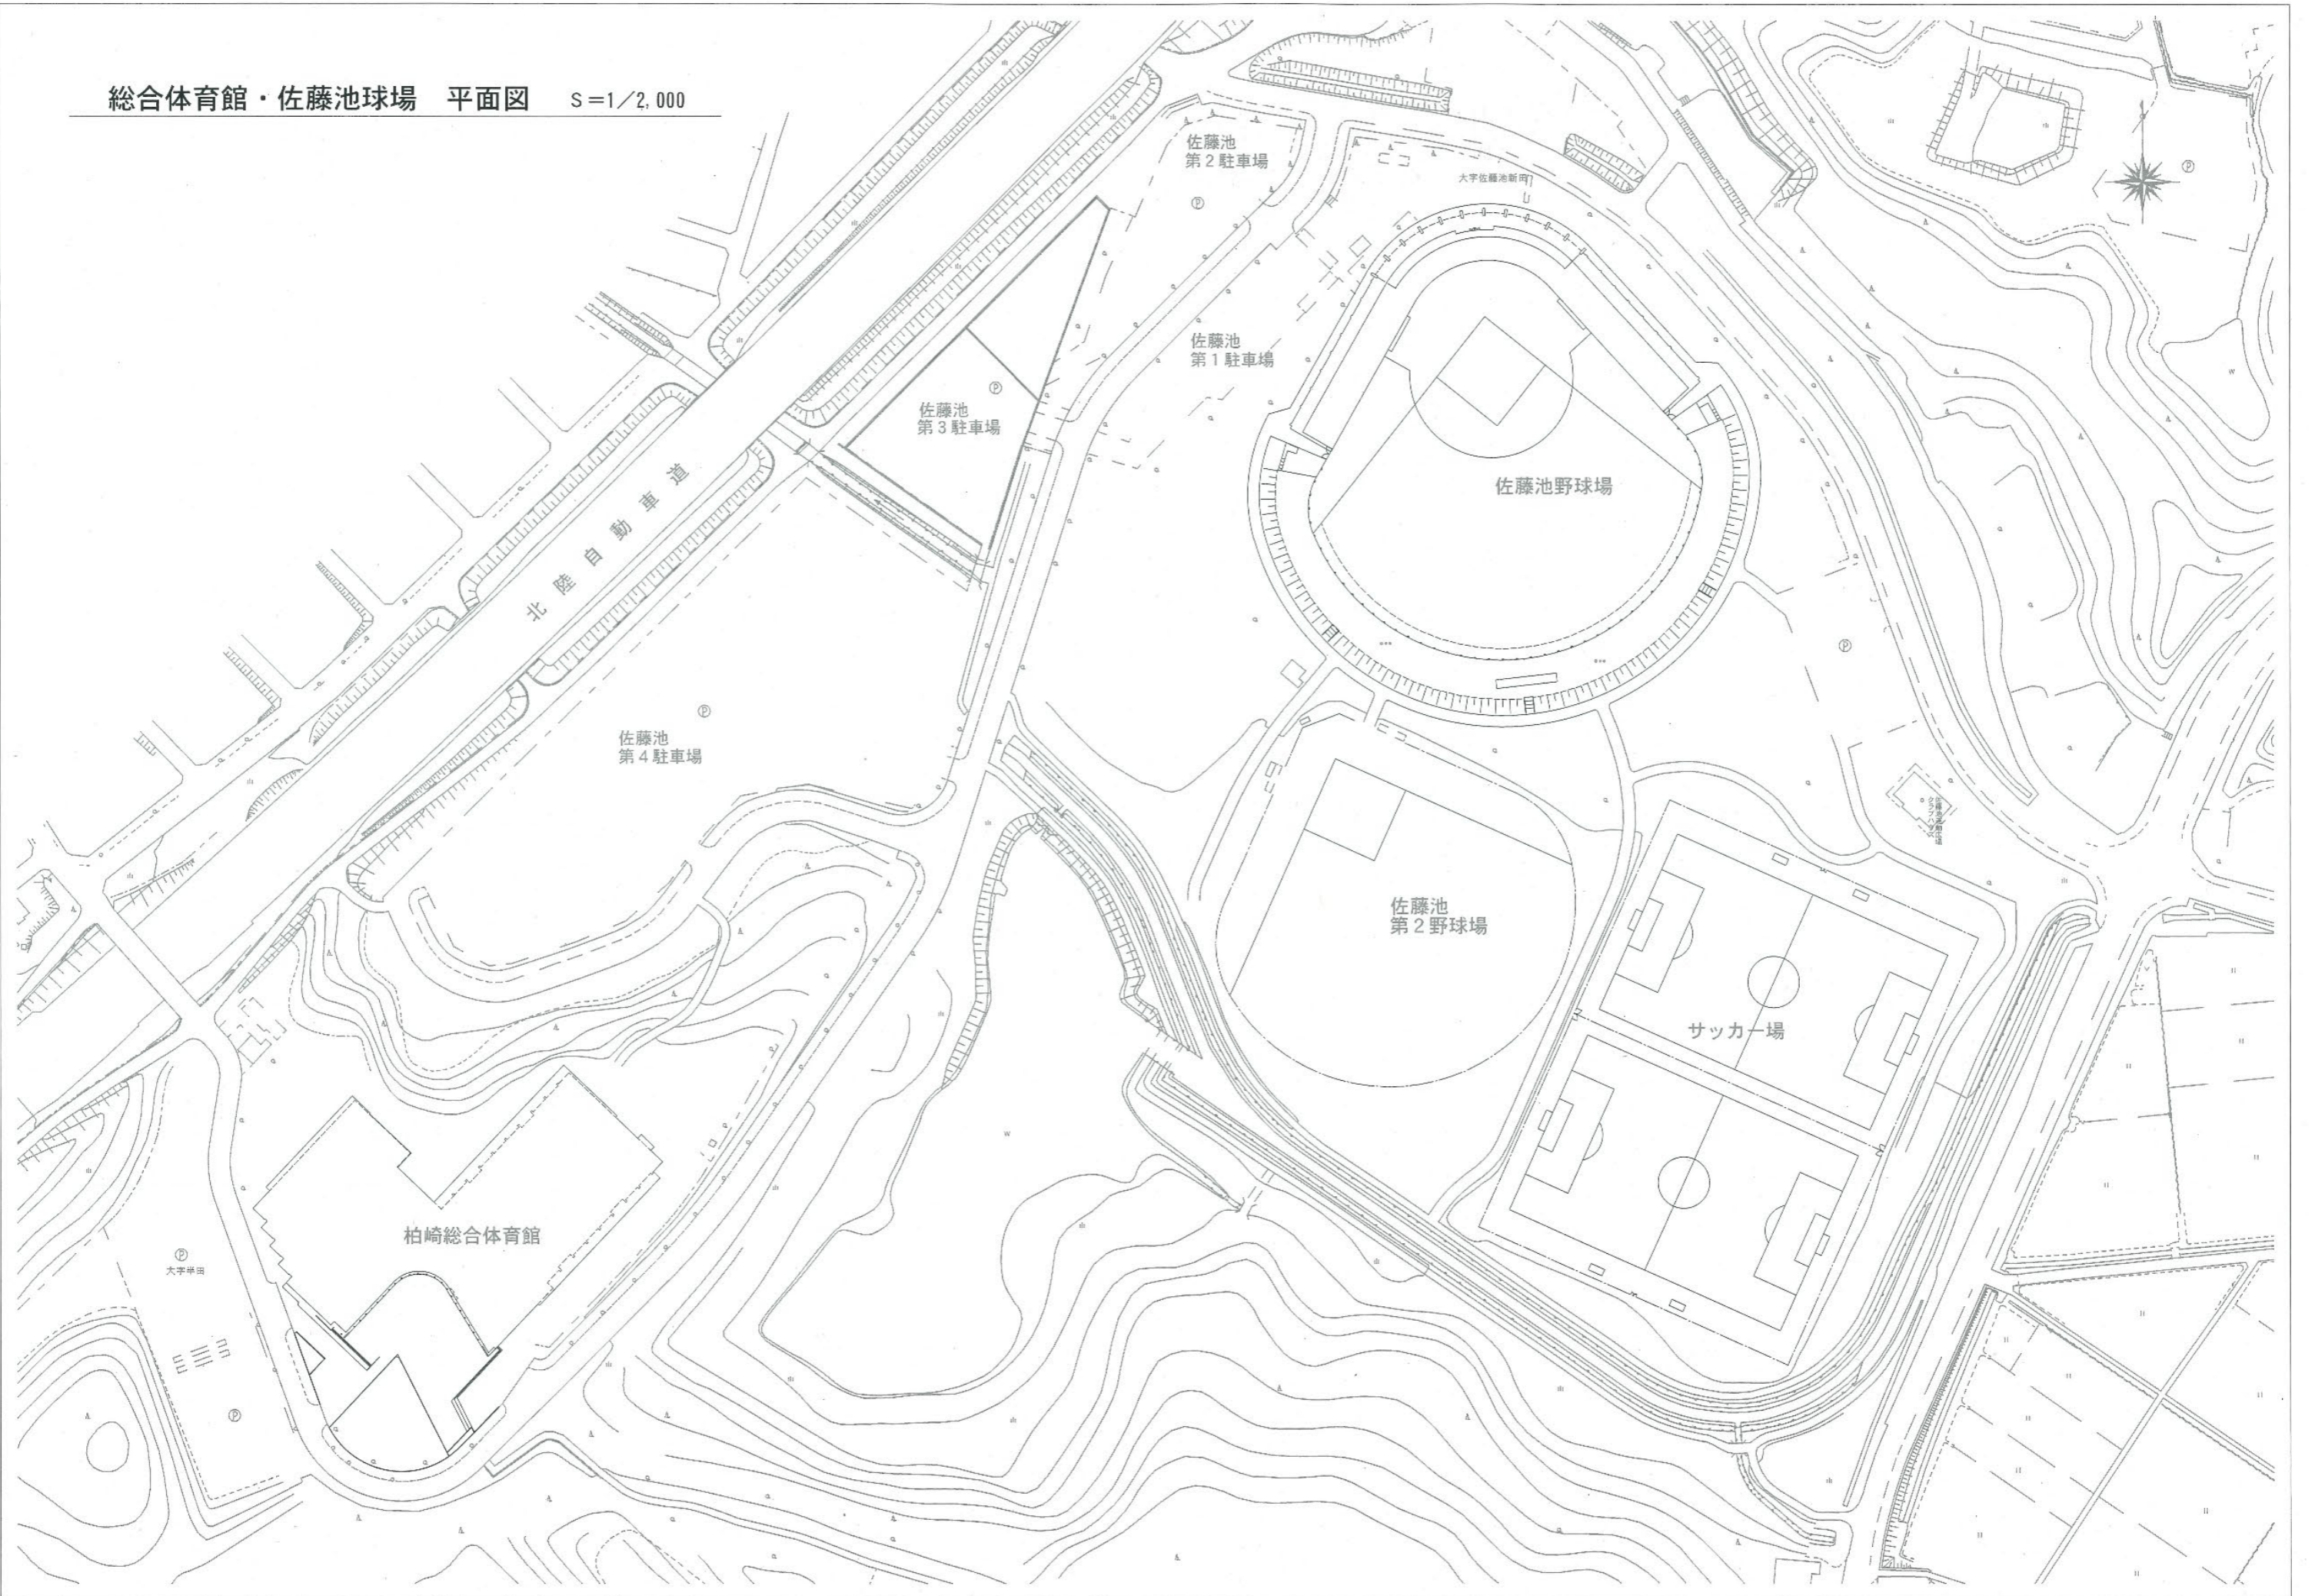 総合体育館・佐藤池球場　平面図　S=1/2,000
佐藤池
第2駐車場
大字佐藤池新田
佐藤池
第1駐車場
佐藤池
第3駐車場
北陸自動車道
佐藤池野球場
佐藤池
第4駐車場
佐藤池
第2野球場
サッカー場
柏崎総合体育館
大字半田